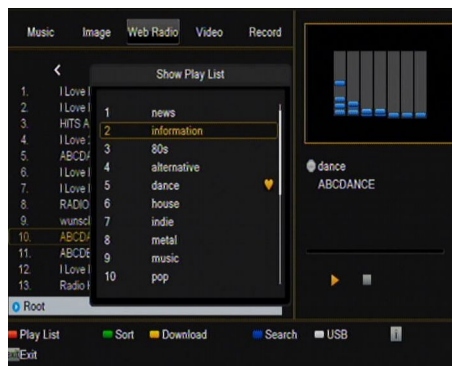 Music Image Web Radio Video Record
<
Show Play List
1. I Love
2. I Love
3. HITS A
4. I Love
5. ABCD
6. I Love
7. I Love
8. RADIO
9. wunscl
10. ABCD
11. ABCDE
12. I Love
13. Radio
1 news
2 information
3 80s
4 alternative
5 dance
6 house
7 indie
8 metal
9 music
10 pop
dance
ABCDANCE
Root
Play List Sort Download Search USB i
Exit